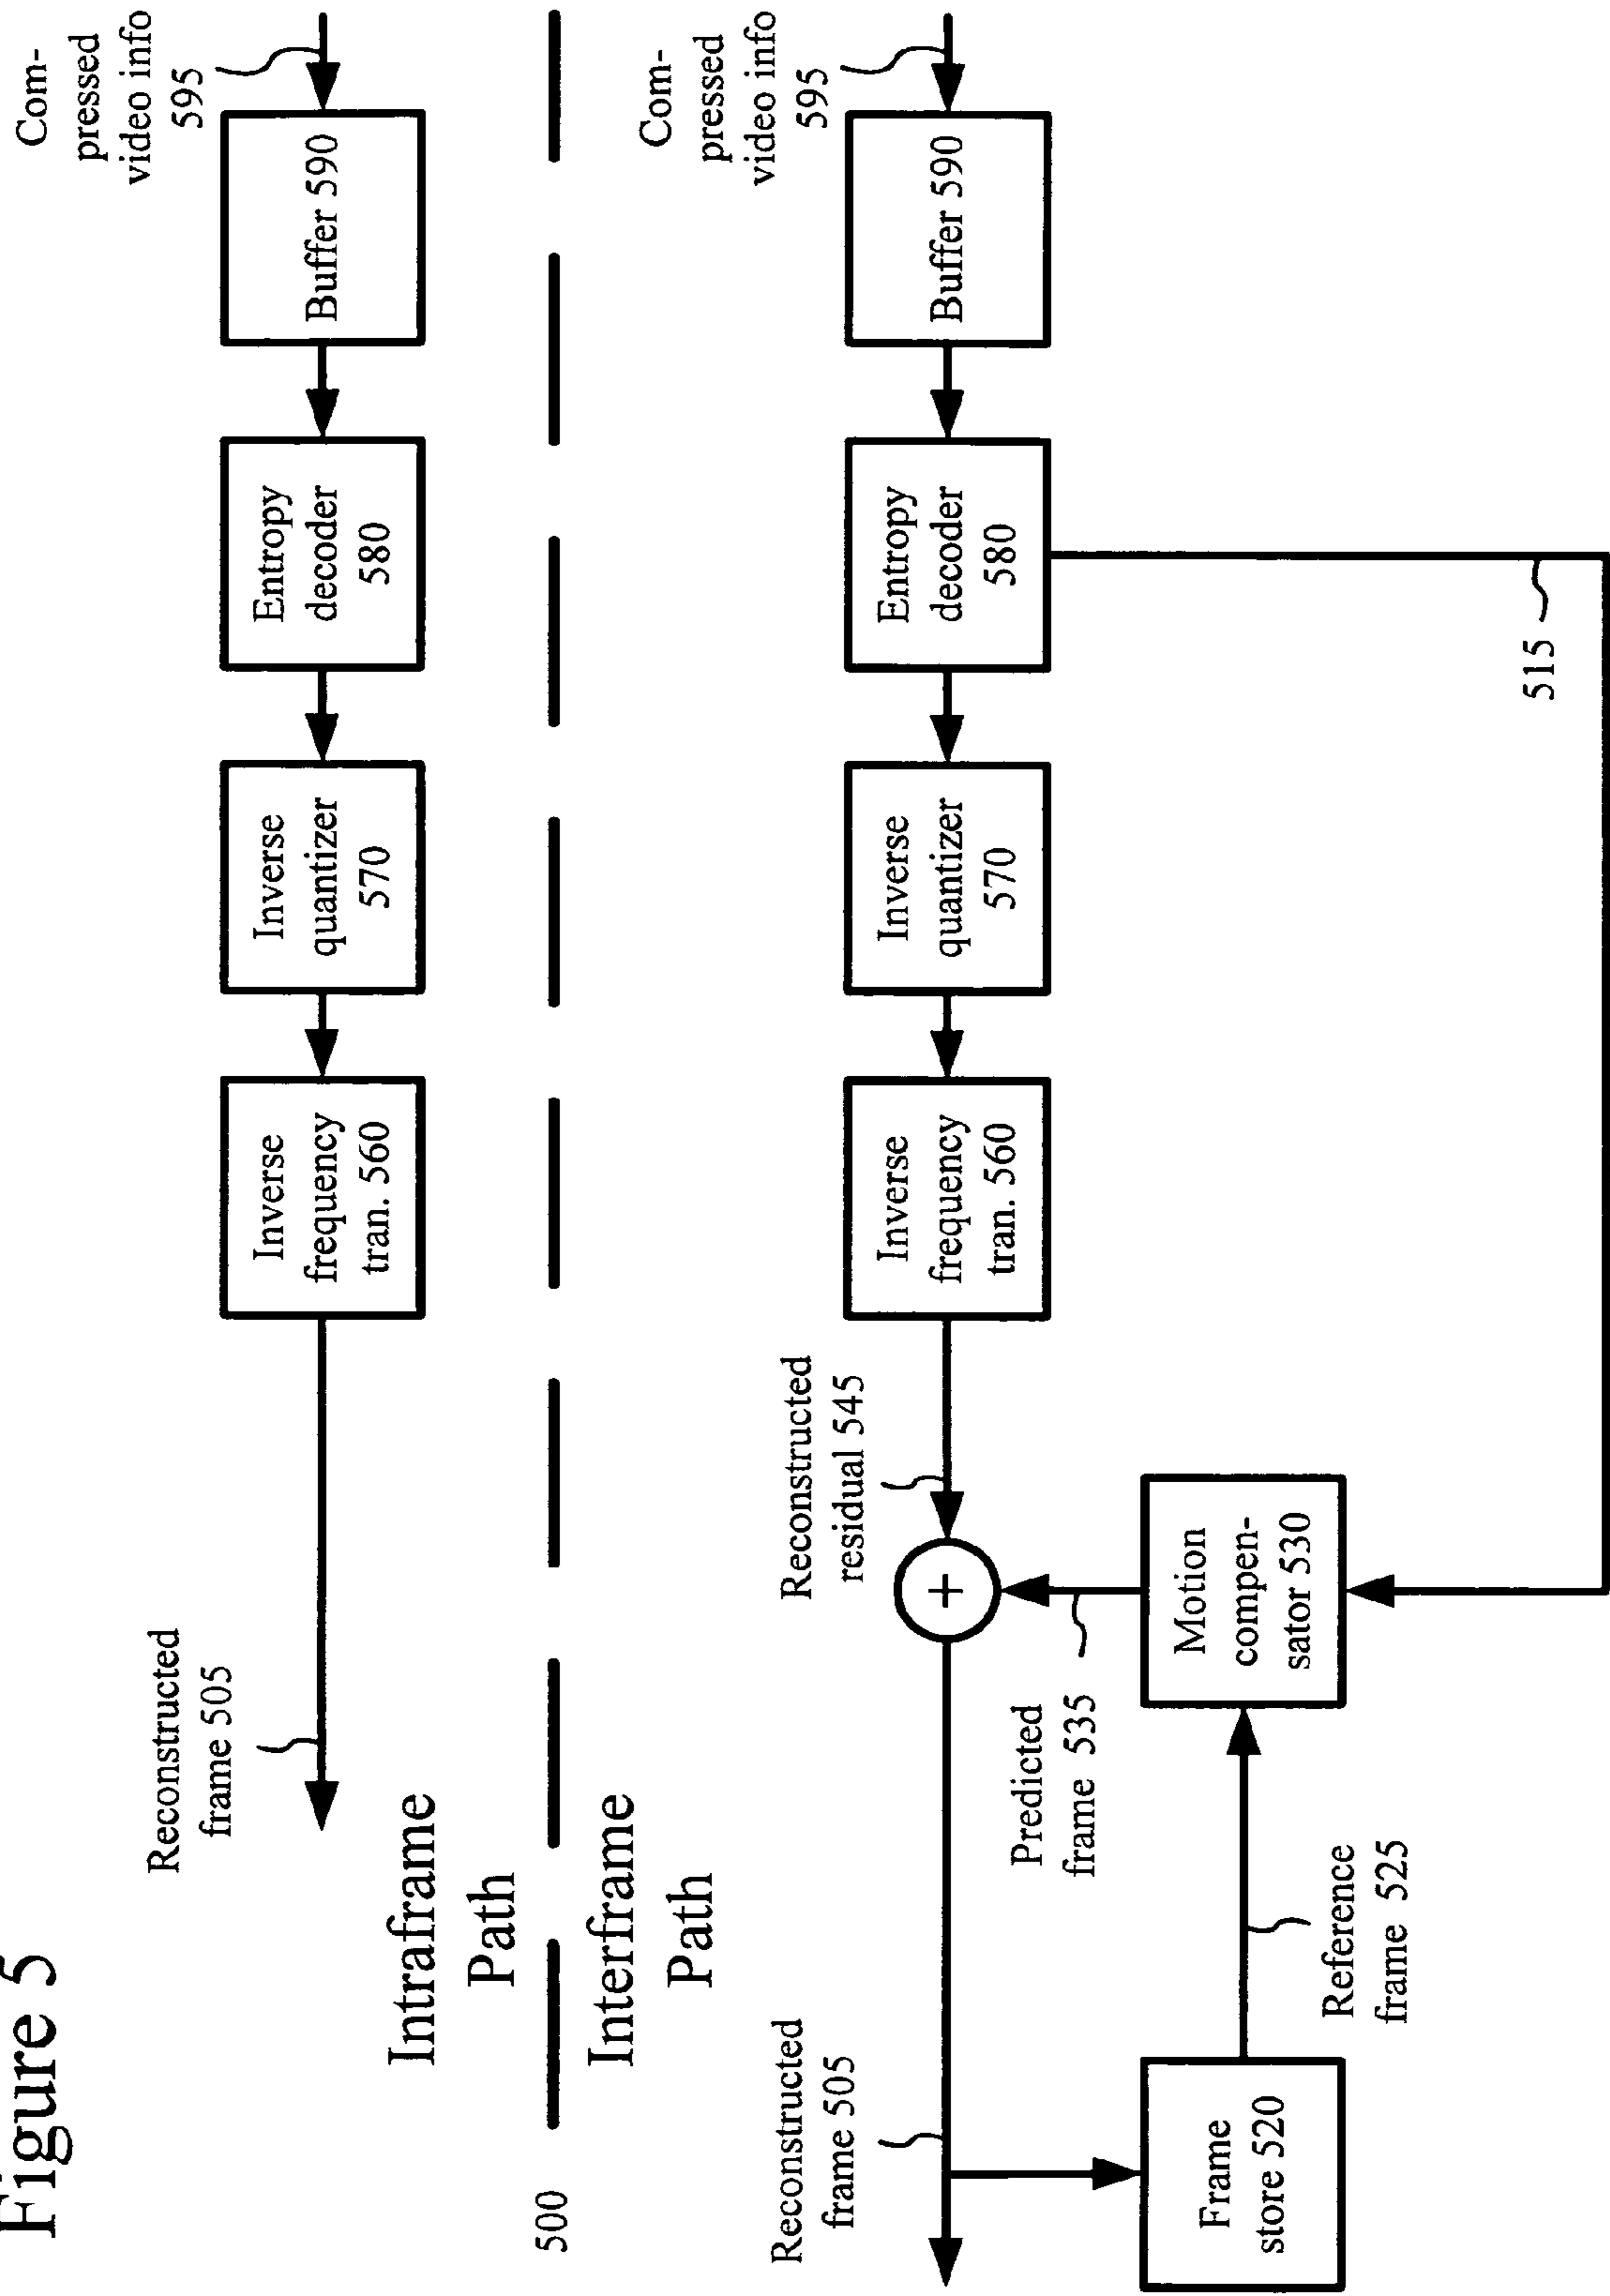 Figure 5
Reconstructed
frame 505
Inverse
frequency
tran. 560
Inverse
quantizer
570
Entropy
decoder
580
Buffer 590
Com-
pressed
video info
595
Intraframe
Path
500
Interframe
Path
Reconstructed
frame 505
Reconstructed
residual 545
+
Inverse
frequency
tran. 560
Inverse
quantizer
570
Entropy
decoder
580
Buffer 590
Com-
pressed
video info
595
Predicted
frame 535
Frame
store 520
Reference
frame 525
Motion
compen-
sator 530
515